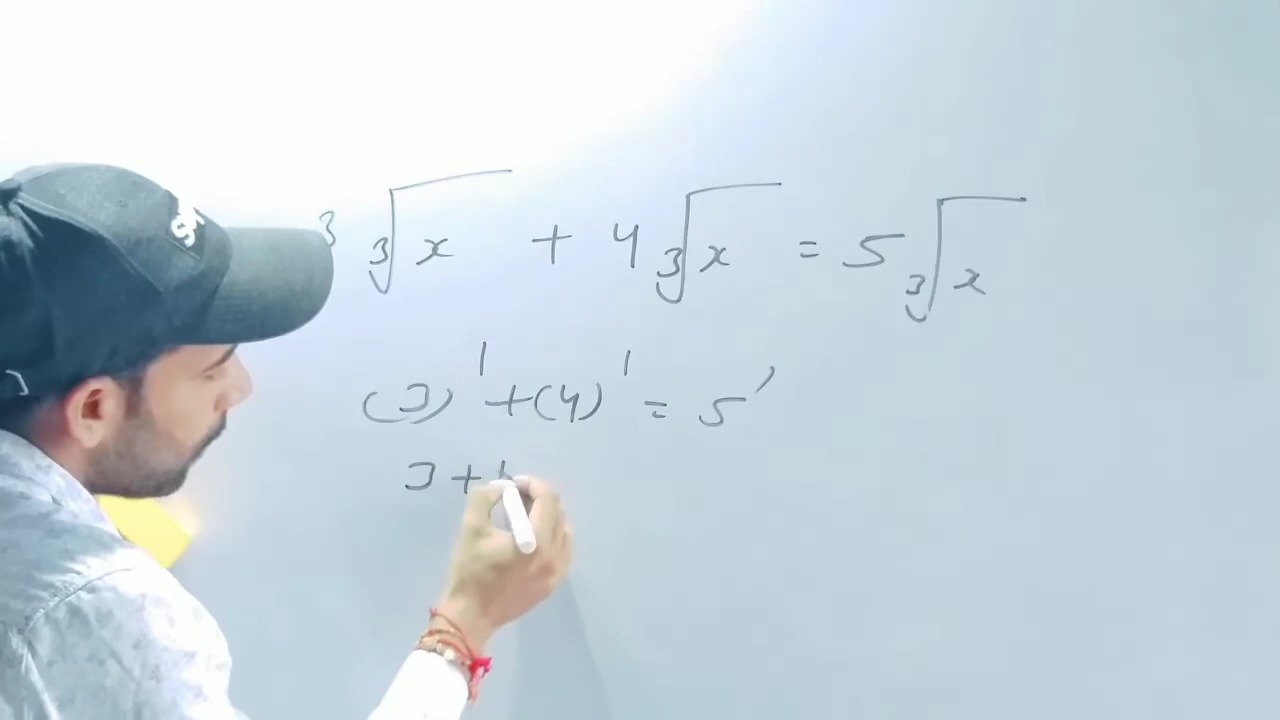 3 ∛x + 4 ∛x = 5 ∛x
(3)¹ + (4)¹ = 5¹
3 +